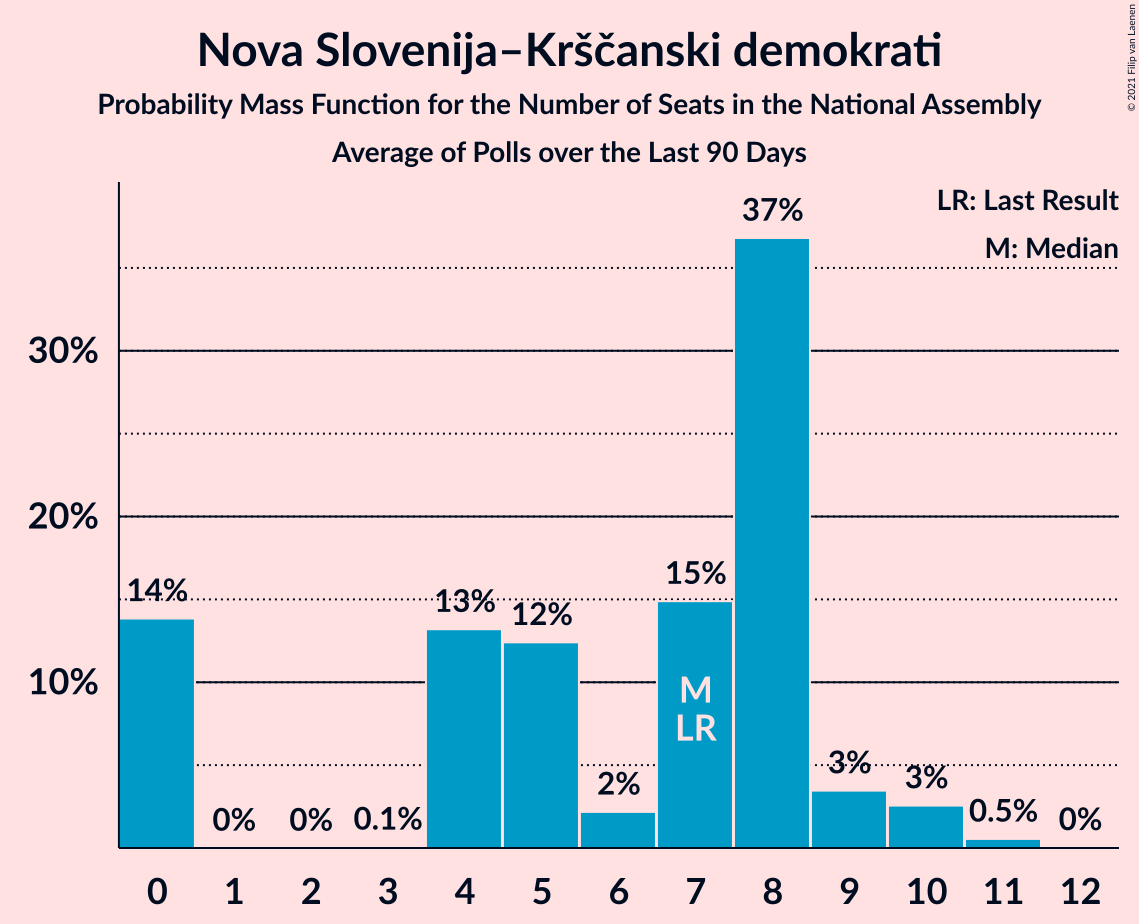 Nova Slovenija–Krščanski demokrati
Probability Mass Function for the Number of Seats in the National Assembly
Average of Polls over the Last 90 Days
© 2021 Filip van Laenen
LR: Last Result
M: Median
37%
30%
20%
15%
14%
13%
12%
10%
M
LR
3%
3%
2%
0.5%
0%
0%
0.1%
0%
0 1 2 3 4 5 6 7 8 9 10 11 12